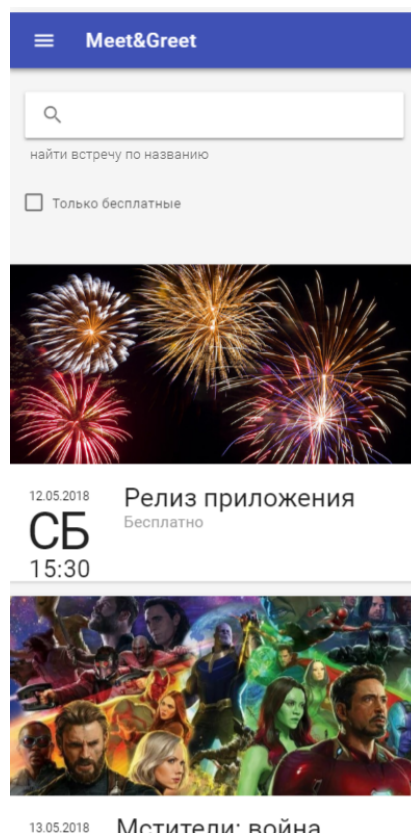 Meet&Greet
найти встречу по названию
Только бесплатные
12.05.2018
Релиз приложения
Бесплатно
СБ
15:30
13.05.2018
Мстители: война